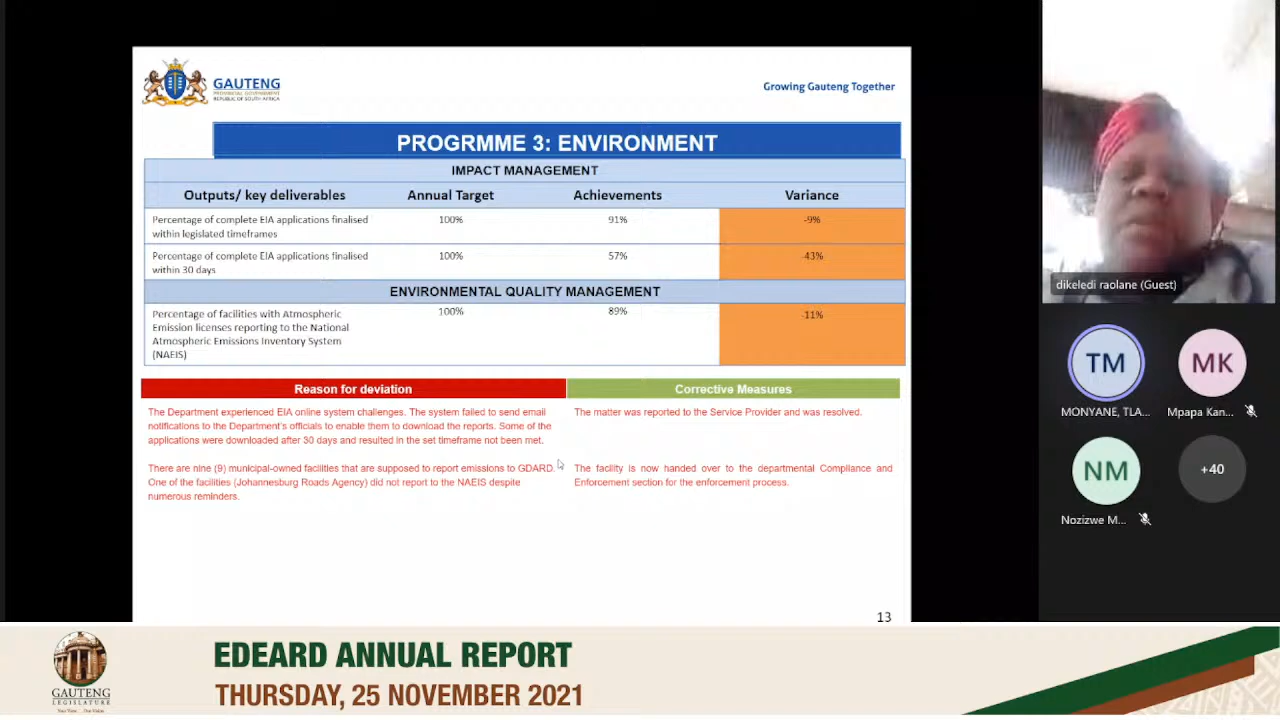 GAUTENG
PROVINCIAL GOVERNMENT
REPUBLIC OF SOUTH AFRICA
Growing Gauteng Together
PROGRMME 3: ENVIRONMENT
IMPACT MANAGEMENT
Outputs/ key deliverables Annual Target Achievements Variance
Percentage of complete EIA applications finalised 100% 91% -9%
within legislated timeframes
Percentage of complete EIA applications finalised 100% 57% -43%
within 30 days
ENVIRONMENTAL QUALITY MANAGEMENT
Percentage of facilities with Atmospheric 100% 89% -11%
Emission licenses reporting to the National
Atmospheric Emissions Inventory System
(NAEIS)
Reason for deviation Corrective Measures
The Department experienced EIA online system challenges. The system failed to send email The matter was reported to the Service Provider and was resolved.
notifications to the Department's officials to enable them to download the reports. Some of the
applications were downloaded after 30 days and resulted in the set timeframe not been met.
There are nine (9) municipal-owned facilities that are supposed to report emissions to GDARD. The facility is now handed over to the departmental Compliance and
One of the facilities (Johannesburg Roads Agency) did not report to the NAEIS despite Enforcement section for the enforcement process.
numerous reminders.
13
dikeledi raolane (Guest)
TM MK
MONYANE, TLA... Mpapa Kan...
NM +40
Nozizwe M...
GAUTENG
LEGISLATURE
EDEARD ANNUAL REPORT
THURSDAY, 25 NOVEMBER 2021